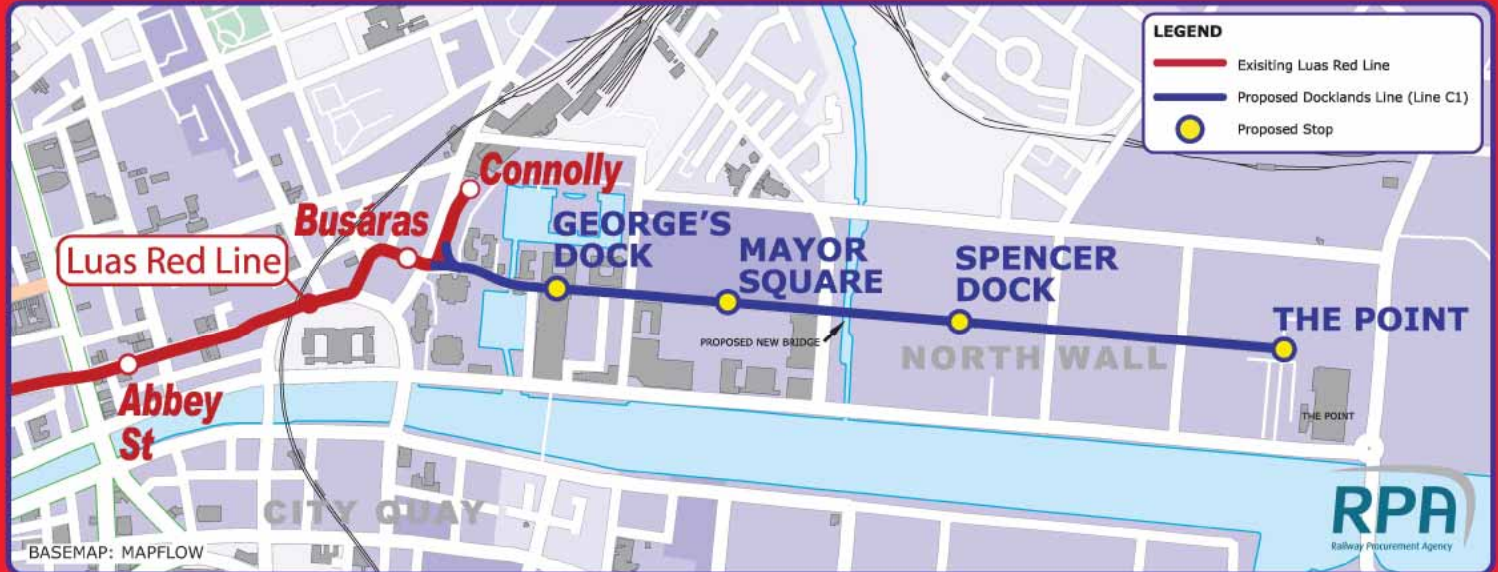 LEGEND
Exisiting Luas Red Line
Proposed Docklands Line (Line C1)
Proposed Stop
Connolly
Busáras
Luas Red Line
GEORGE'S
DOCK
MAYOR
SQUARE
SPENCER
DOCK
THE POINT
PROPOSED NEW BRIDGE
NORTH WALL
Abbey
St
THE POINT
CITY QUAY
RPA
Railway Procurement Agency
BASEMAP: MAPFLOW